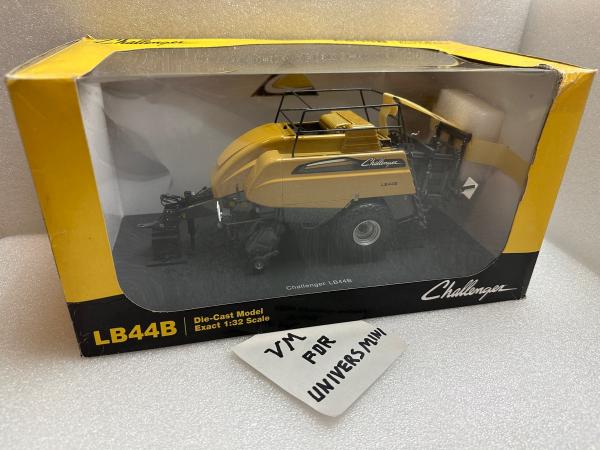 Challenger
Challenger
LB44B
Challenger LB44B
Challenger
LB44B
Die-Cast Model
Exact 1:32 Scale
VM
FOR
UNIVERS/MINI